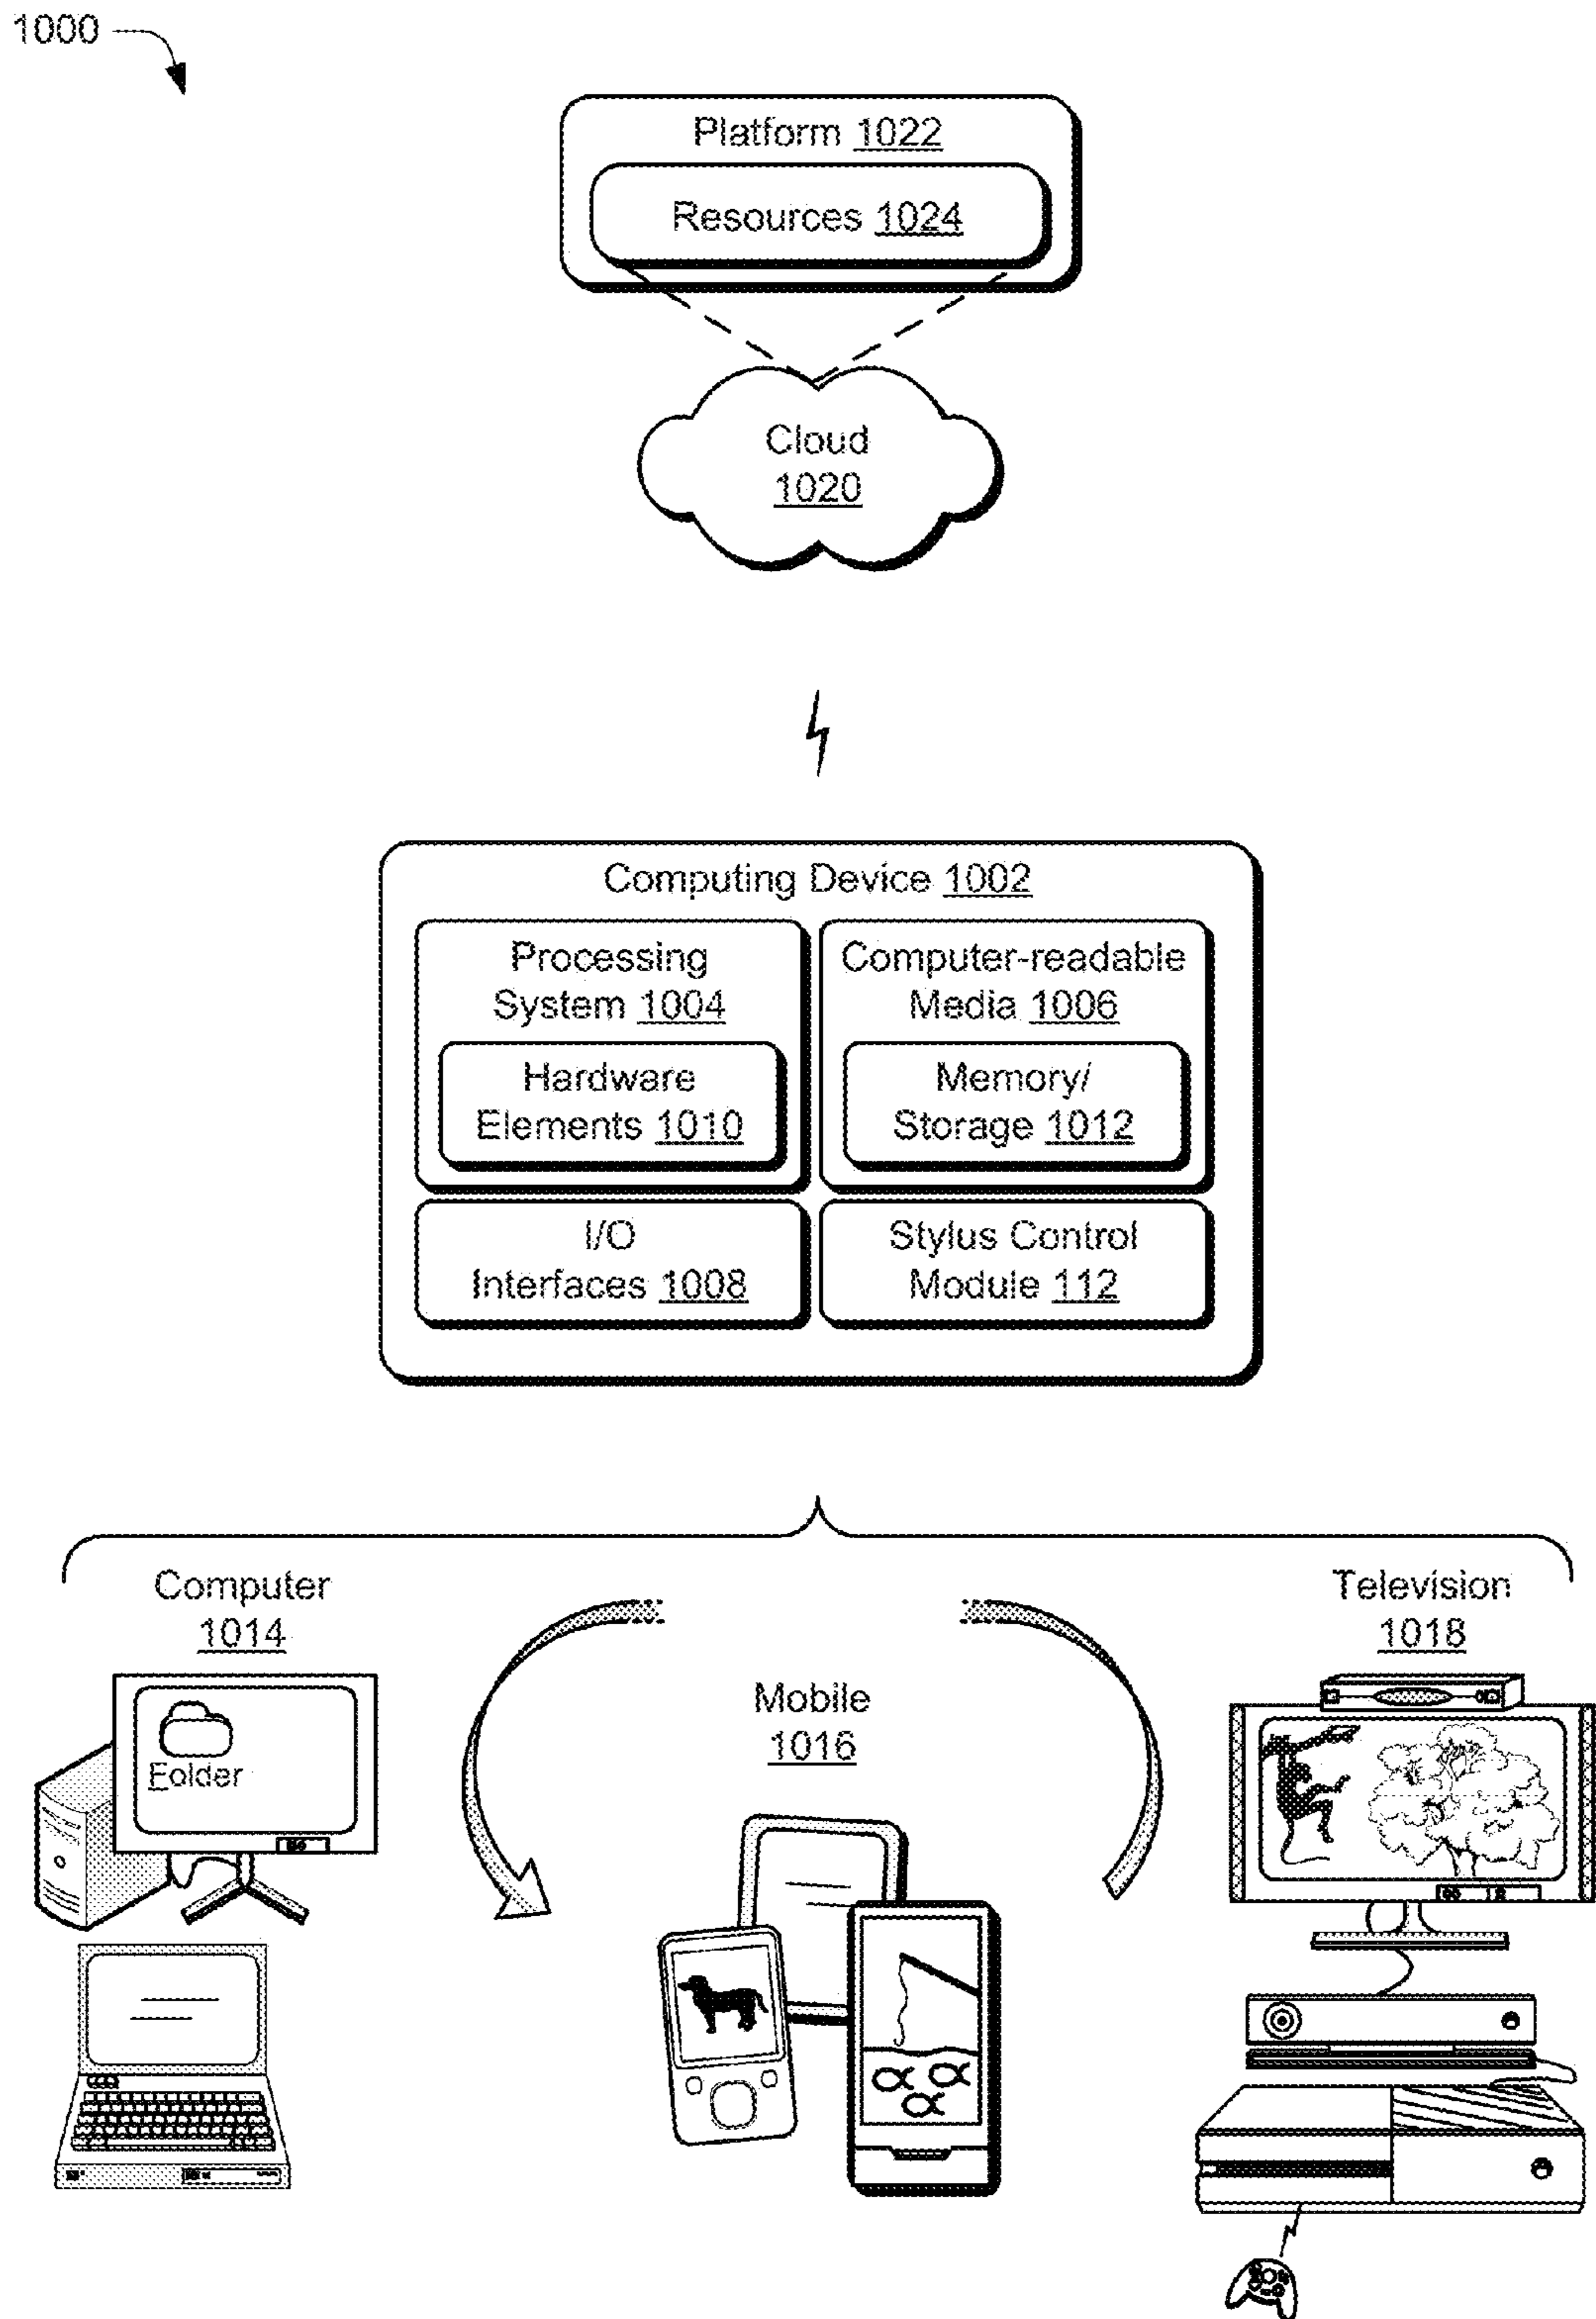 1000
Platform 1022
Resources 1024
Cloud
1020
Computing Device 1002
Processing
System 1004
Hardware
Elements 1010
Computer-readable
Media 1006
Memory/
Storage 1012
I/O
Interfaces 1008
Stylus Control
Module 112
Computer
1014
Folder
Mobile
1016
Television
1018